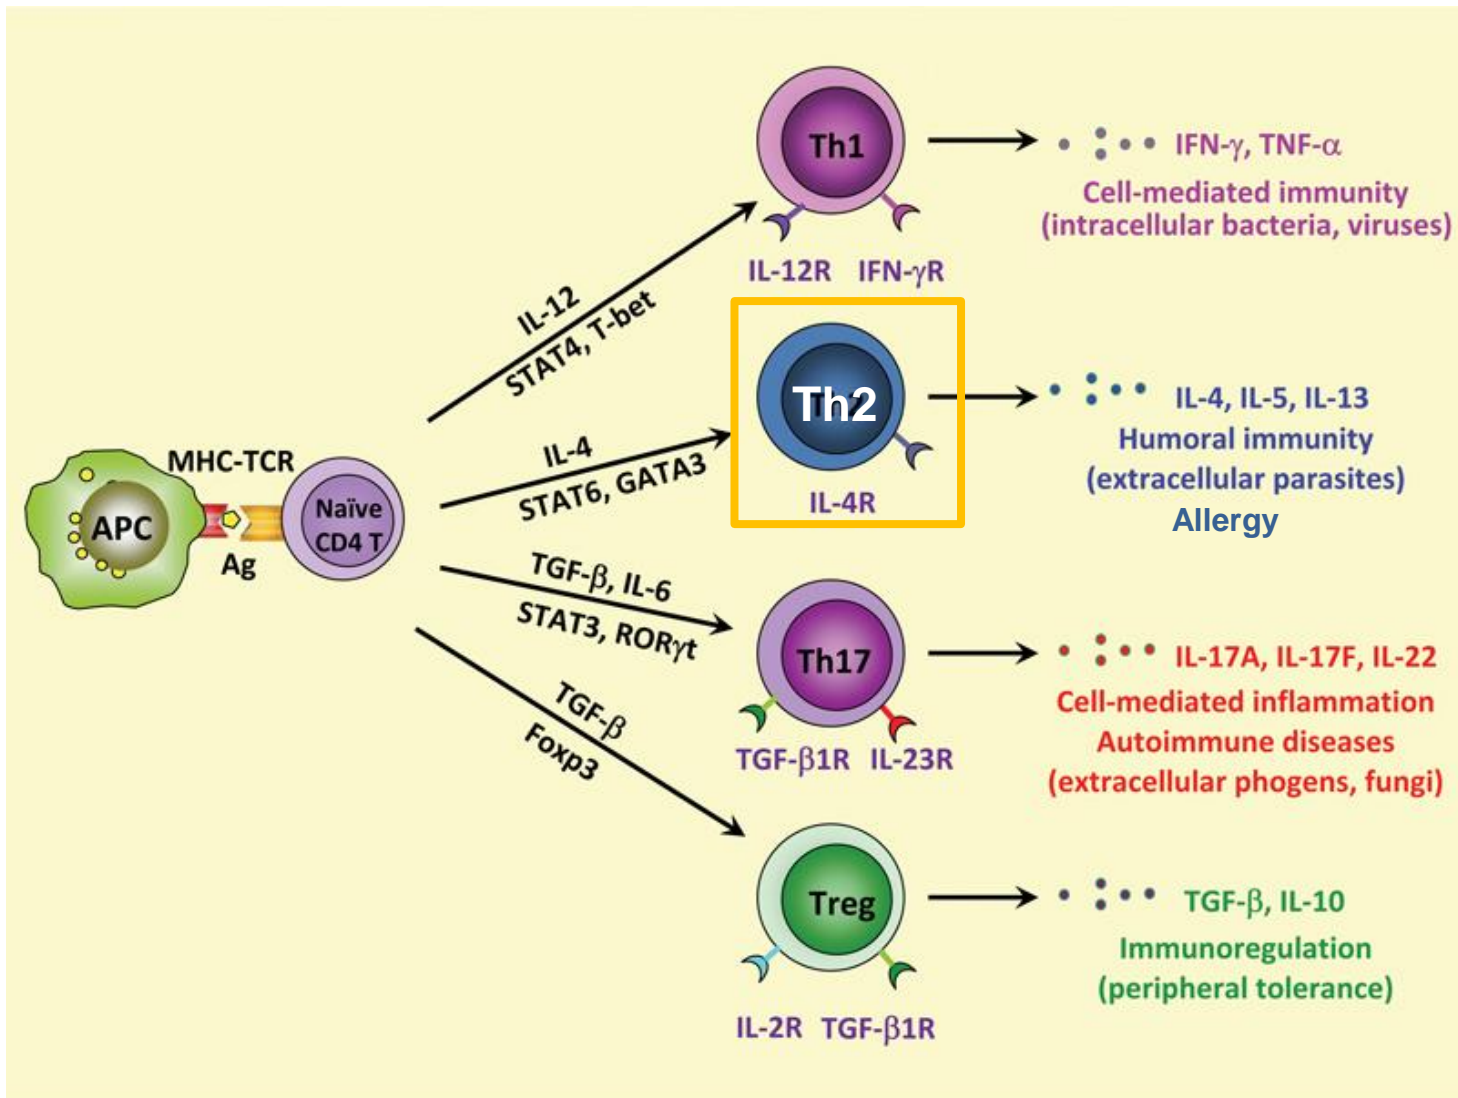 APC
MHC-TCR
Ag
Naïve
CD4 T
IL-12
STAT4, T-bet
IL-4
STAT6, GATA3
TGF-β, IL-6
STAT3, RORγt
TGF-β
Foxp3
Th1
IL-12R IFN-γR
IFN-γ, TNF-α
Cell-mediated immunity
(intracellular bacteria, viruses)
Th2
IL-4R
IL-4, IL-5, IL-13
Humoral immunity
(extracellular parasites)
Allergy
Th17
TGF-β1R IL-23R
IL-17A, IL-17F, IL-22
Cell-mediated inflammation
Autoimmune diseases
(extracellular phogens, fungi)
Treg
IL-2R TGF-β1R
TGF-β, IL-10
Immunoregulation
(peripheral tolerance)